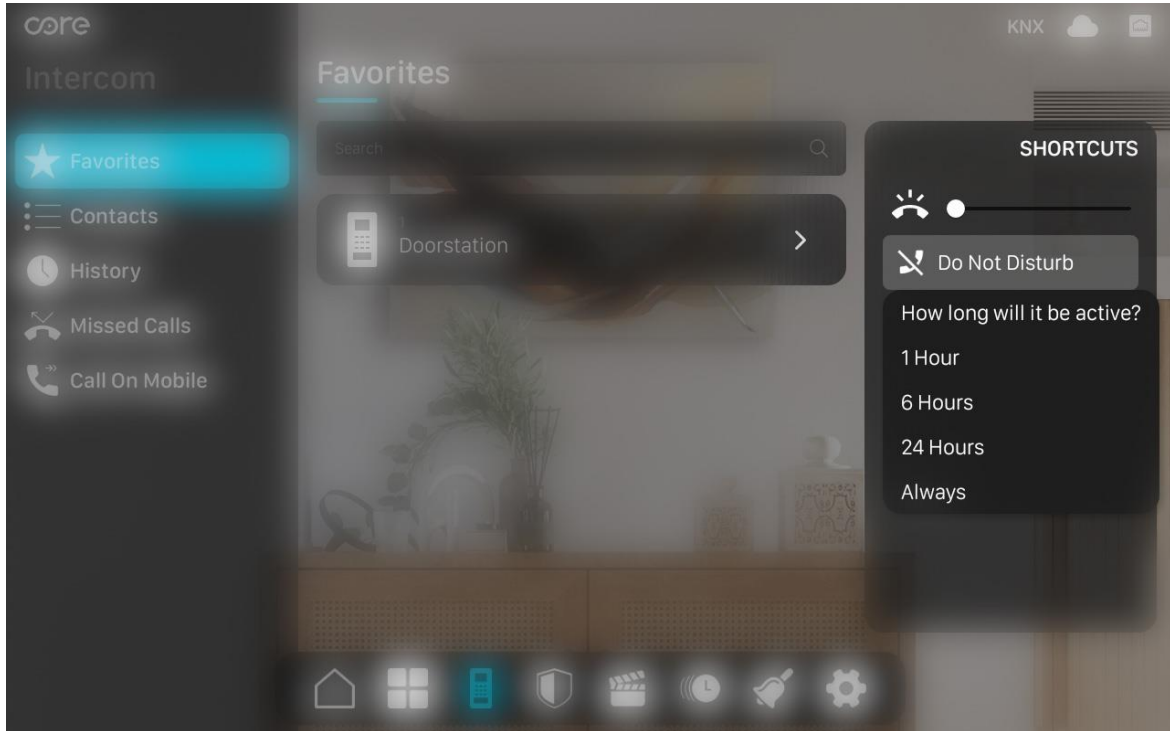 core
KNX
Intercom
Favorites
Favorites
Contacts
History
Missed Calls
Call On Mobile
Search
1
Doorstation
SHORTCUTS
Do Not Disturb
How long will it be active?
1 Hour
6 Hours
24 Hours
Always